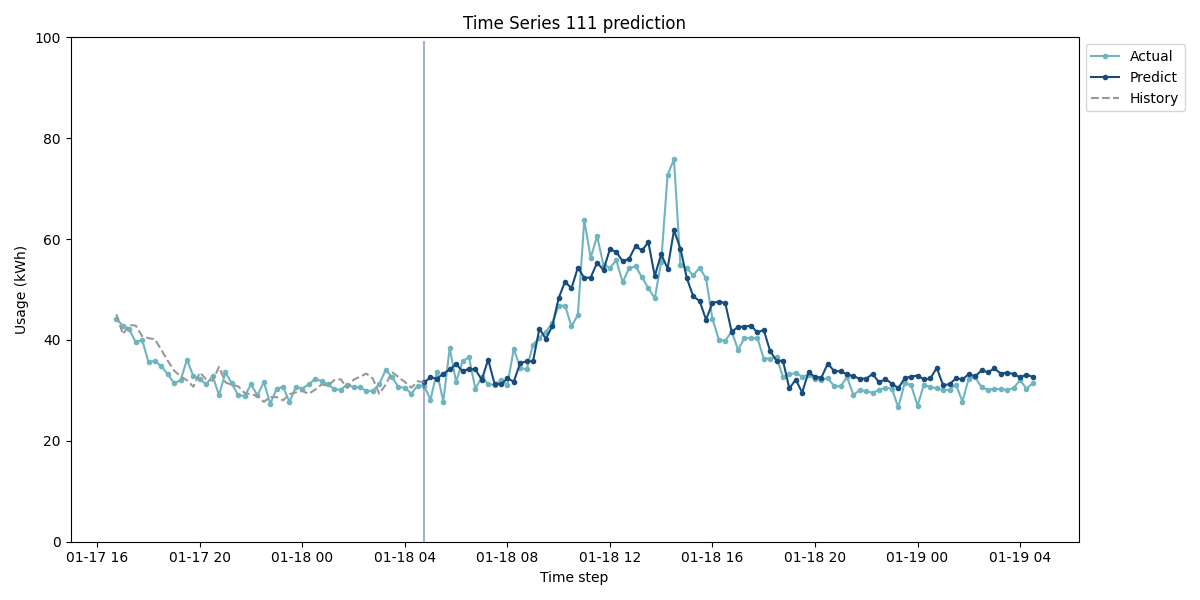 Time Series 111 prediction
Usage (kWh)
100
80
60
40
20
0
01-17 16
01-17 20
01-18 00
01-18 04
01-18 08
01-18 12
01-18 16
01-18 20
01-19 00
01-19 04
Time step
Actual
Predict
History